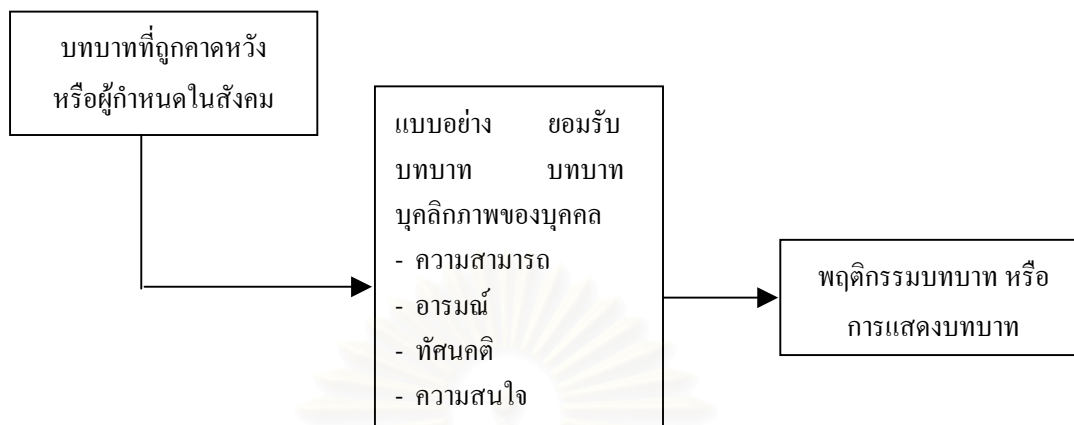 บทบาทที่ถูกคาดหวัง
หรือผู้กำหนดในสังคม
แบบอย่าง ยอมรับ
บทบาท บทบาท
บุคลิกภาพของบุคคล
- ความสามารถ
- อารมณ์
- ทัศนคติ
- ความสนใจ
พฤติกรรมบทบาท หรือ
การแสดงบทบาท